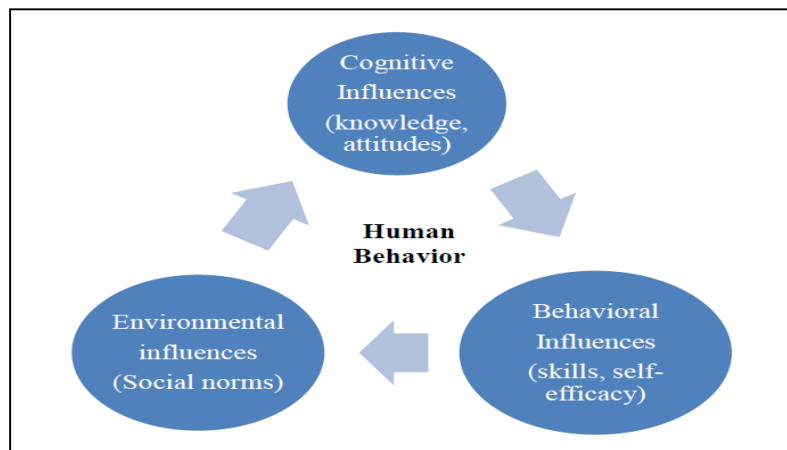 Cognitive
Influences
(knowledge,
attitudes)
Human
Behavior
Environmental
influences
(Social norms)
Behavioral
Influences
(skills, self-
efficacy)